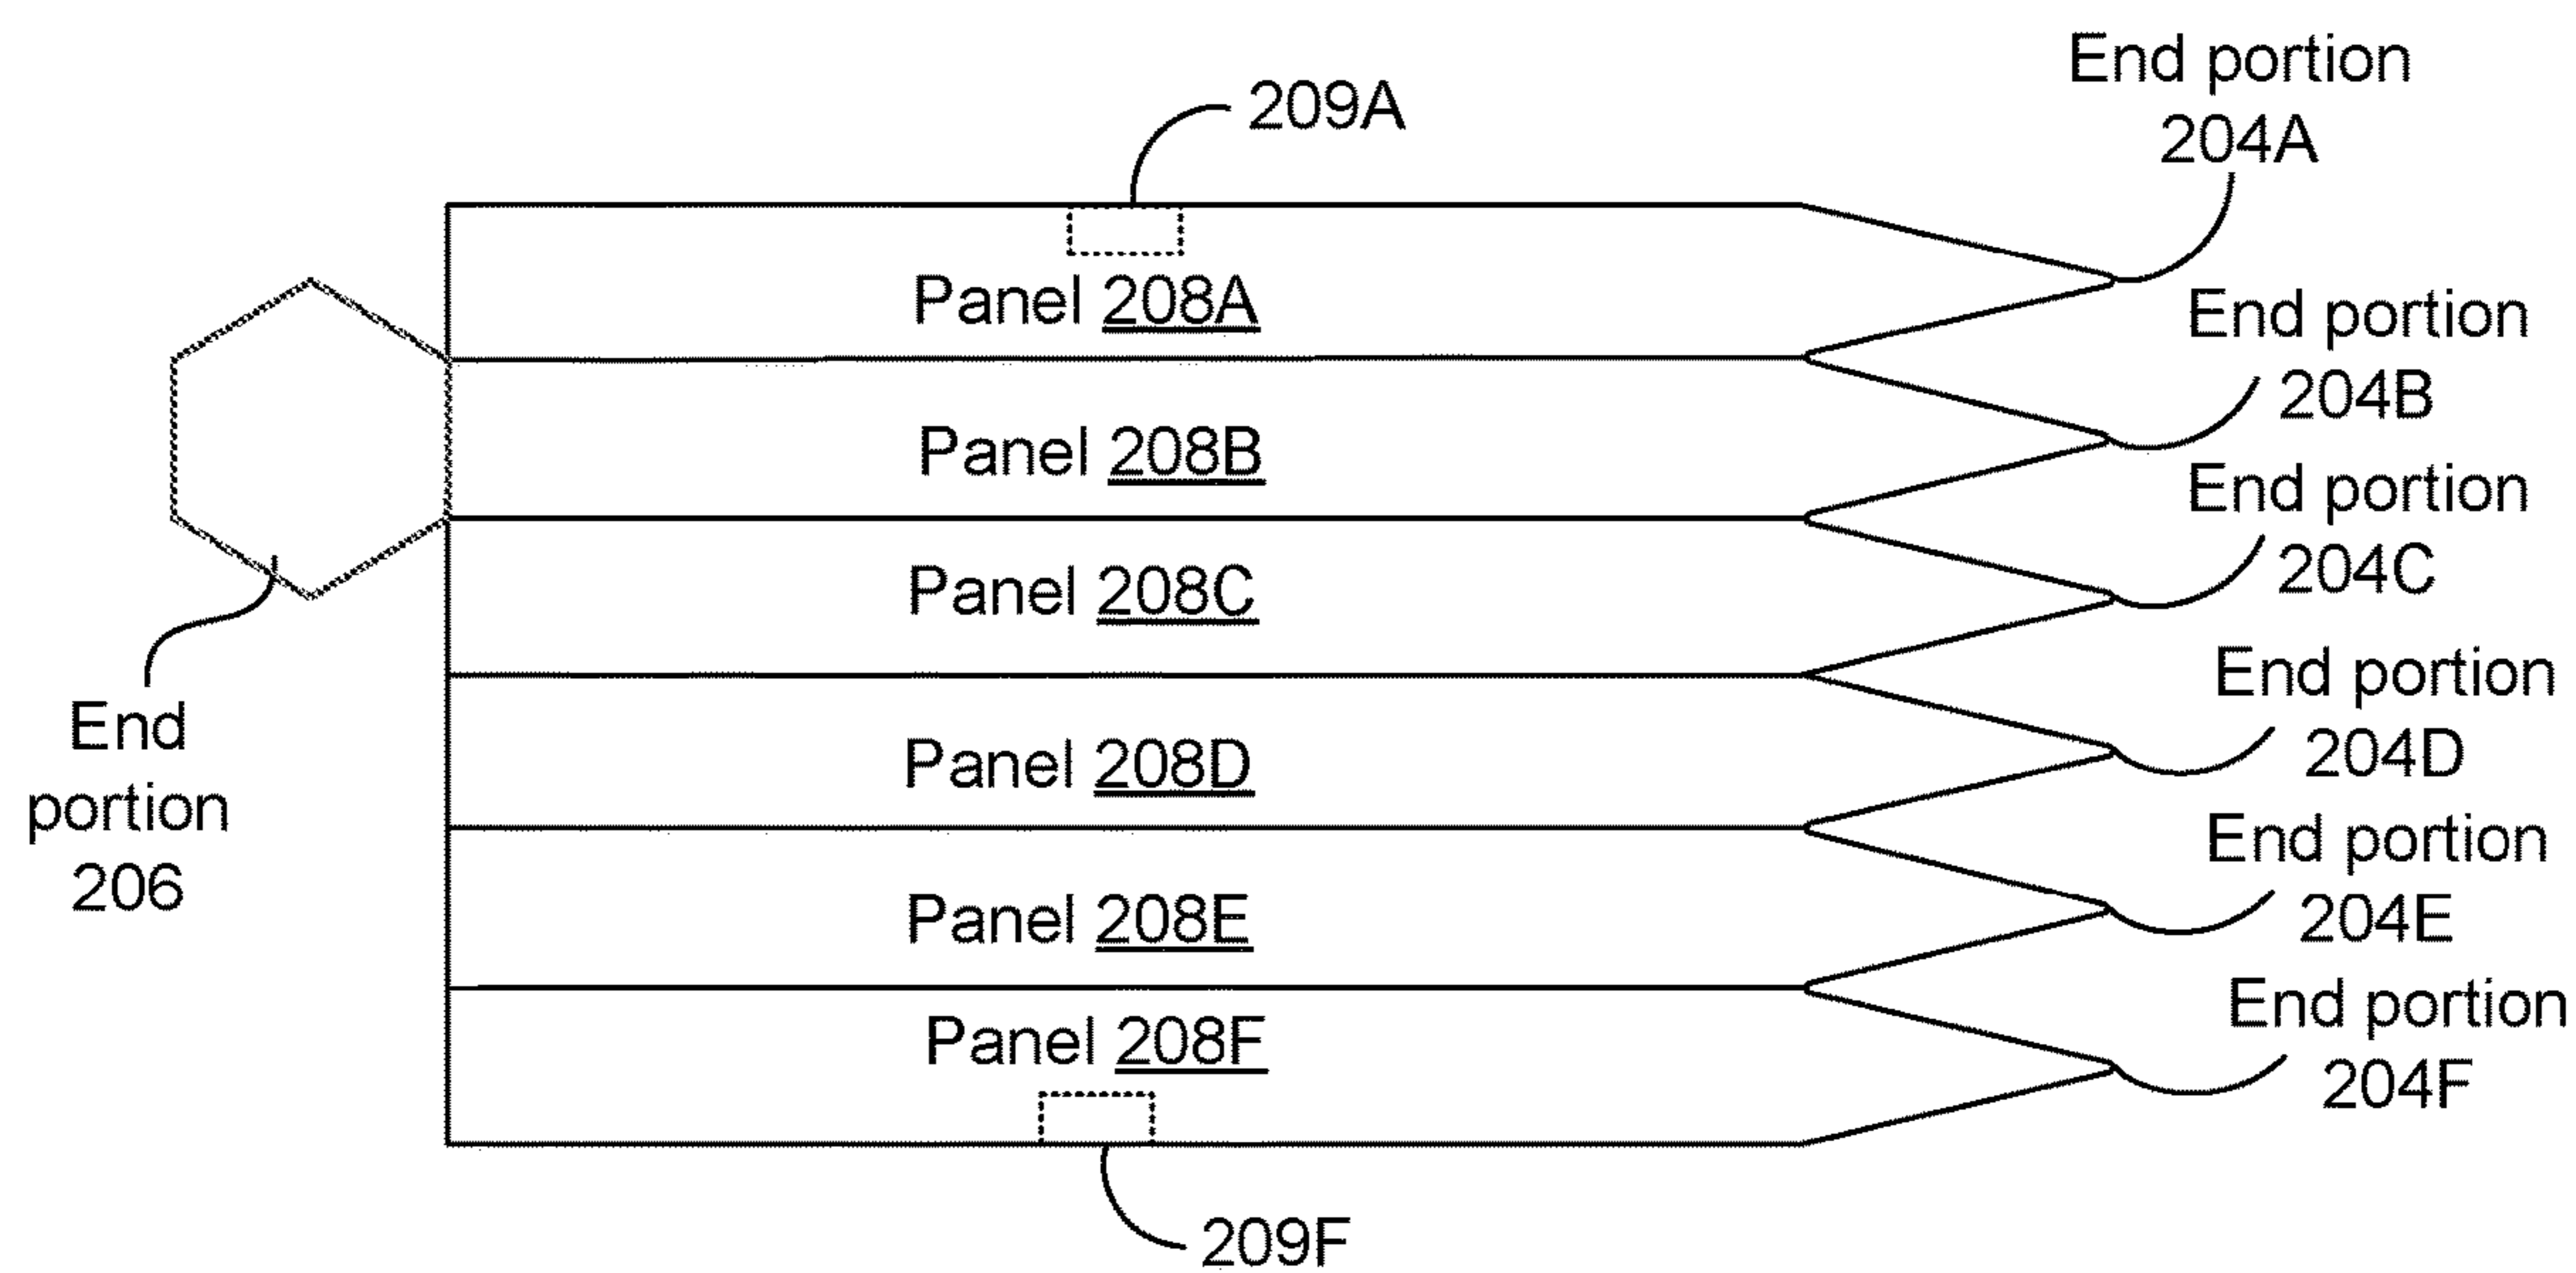 End portion
204A
209A
Panel 208A
End portion
204B
Panel 208B
End portion
204C
Panel 208C
End portion
204D
End
portion
206
Panel 208D
End portion
204E
Panel 208E
End portion
204F
Panel 208F
209F